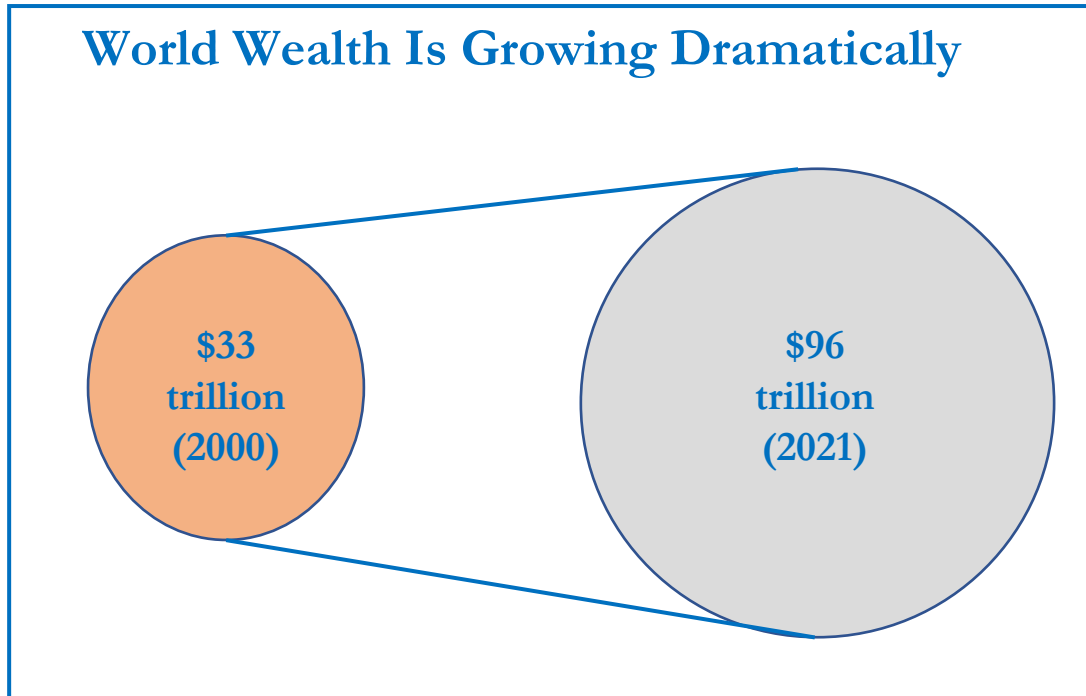 World Wealth Is Growing Dramatically
$33
trillion
(2000)
$96
trillion
(2021)